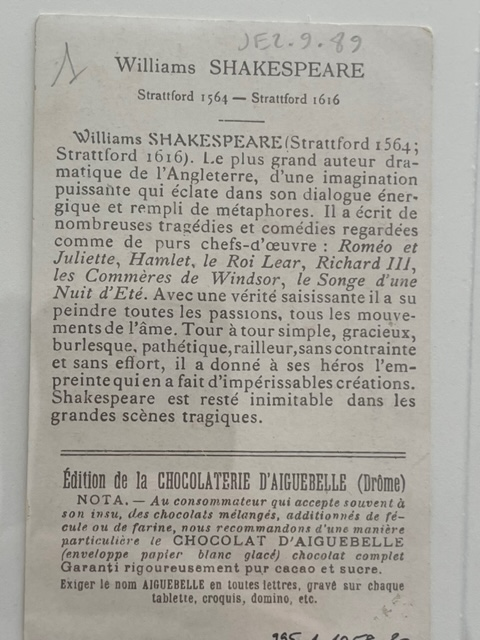 1
JE2.9.89
Williams SHAKESPEARE
Strattford 1564 — Strattford 1616
Williams SHAKESPEARE (Strattford 1564;
Strattford 1616). Le plus grand auteur dra-
matique de l'Angleterre, d'une imagination
puissante qui éclate dans son dialogue éner-
gique et rempli de métaphores. Il a écrit de
nombreuses tragédies et comédies regardées
comme de purs chefs-d'œuvre : Roméo et
Juliette, Hamlet, le Roi Lear, Richard III,
les Commères de Windsor, le Songe d'une
Nuit d'Eté. Avec une vérité saisissante il a su
peindre toutes les passions, tous les mouve-
ments de l'âme. Tour à tour simple, gracieux,
burlesque, pathétique, railleur, sans contrainte
et sans effort, il a donné à ses héros l'em-
preinte qui en a fait d'impérissables créations.
Shakespeare est resté inimitable dans les
grandes scènes tragiques.
Édition de la CHOCOLATERIE D'AIGUEBELLE (Drôme)
NOTA. — Au consommateur qui accepte souvent à
son insu, des chocolats mélangés, additionnés de fé-
cule ou de farine, nous recommandons d'une manière
particulière le CHOCOLAT D'AIGUEBELLE
(enveloppe papier blanc glacé) chocolat complet
Garanti rigoureusement pur cacao et sucre.
Exiger le nom AIGUEBELLE en toutes lettres, gravé sur chaque
tablette, croquis, domino, etc.